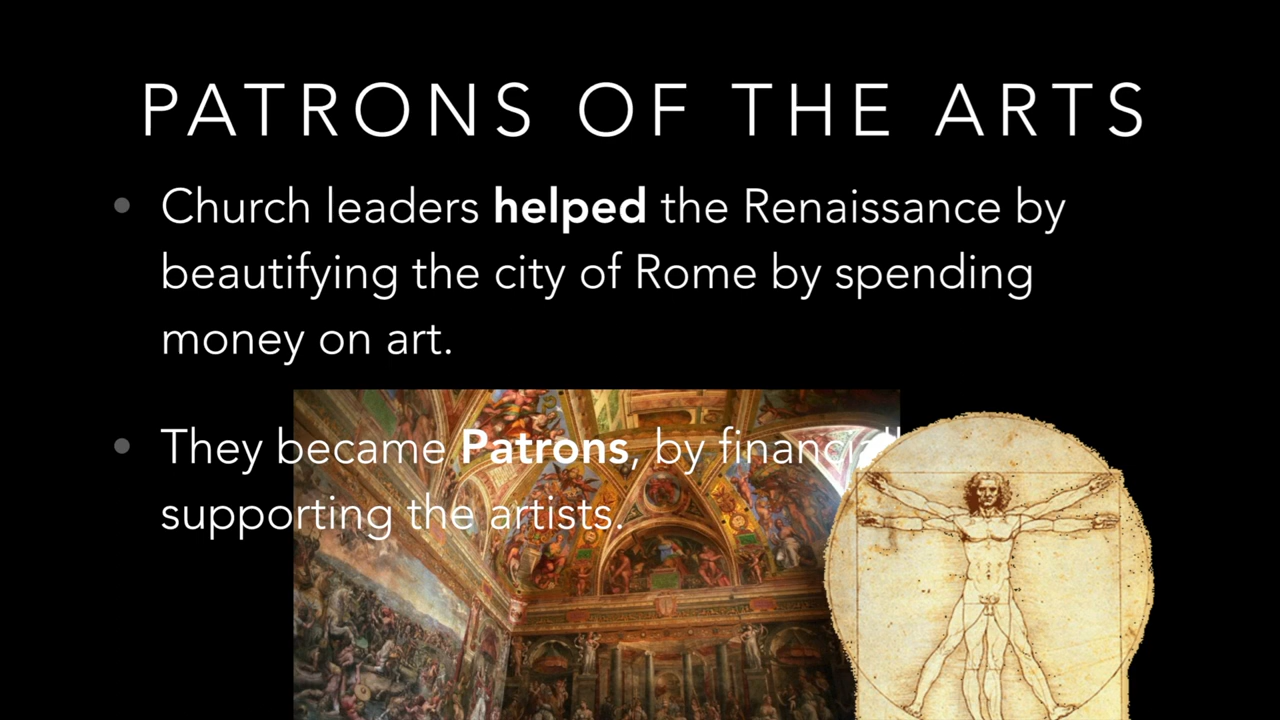 PATRONS OF THE ARTS
• Church leaders helped the Renaissance by
beautifying the city of Rome by spending
money on art.
• They became Patrons, by
supporting the artists.